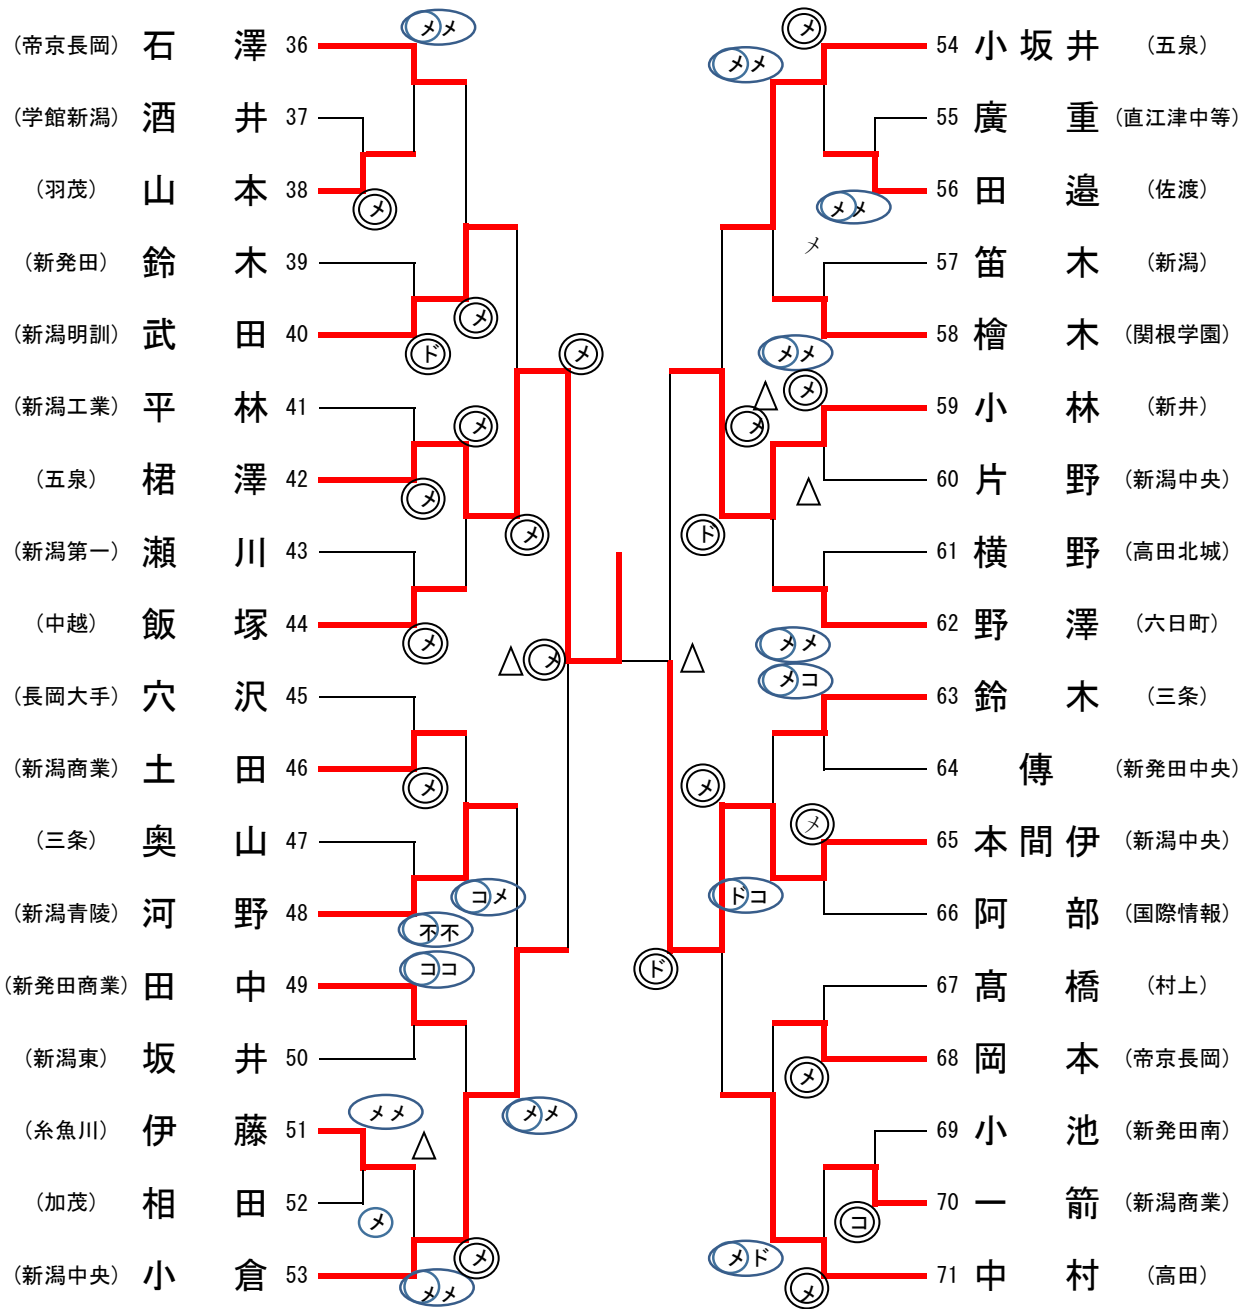 メメ
(帝京長岡) 石澤 36
(学館新潟) 酒井 37
(羽茂) 山本 38
メ
(新発田) 鈴木 39
メ
(新潟明訓) 武田 40
ド
メ
(新潟工業) 平林 41
メ
(五泉) 桾澤 42
メ
メ
(新潟第一) 瀬川 43
(中越) 飯塚 44
メ
△ メ
(長岡大手) 穴沢 45
(新潟商業) 土田 46
メ
(三条) 奥山 47
コメ
(新潟青陵) 河野 48
不不
ココ
(新発田商業) 田中 49
(新潟東) 坂井 50
メメ
メメ
(糸魚川) 伊藤 51
△
(加茂) 相田 52
メ
メ
(新潟中央) 小倉 53
メメ
メ
54 小坂井 (五泉)
メメ
55 廣重 (直江津中等)
56 田邉 (佐渡)
メメ
メ
57 笛木 (新潟)
58 檜木 (関根学園)
メメ
メ
△
59 小林 (新井)
メ
60 片野 (新潟中央)
△
ド
61 横野 (高田北城)
62 野澤 (六日町)
メメ
△
メコ
63 鈴木 (三条)
64 傳 (新発田中央)
メ
メ
65 本間伊 (新潟中央)
ドコ
66 阿部 (国際情報)
ド
67 髙橋 (村上)
68 岡本 (帝京長岡)
メ
69 小池 (新発田南)
70 一箭 (新潟商業)
コ
メド
71 中村 (高田)
メ